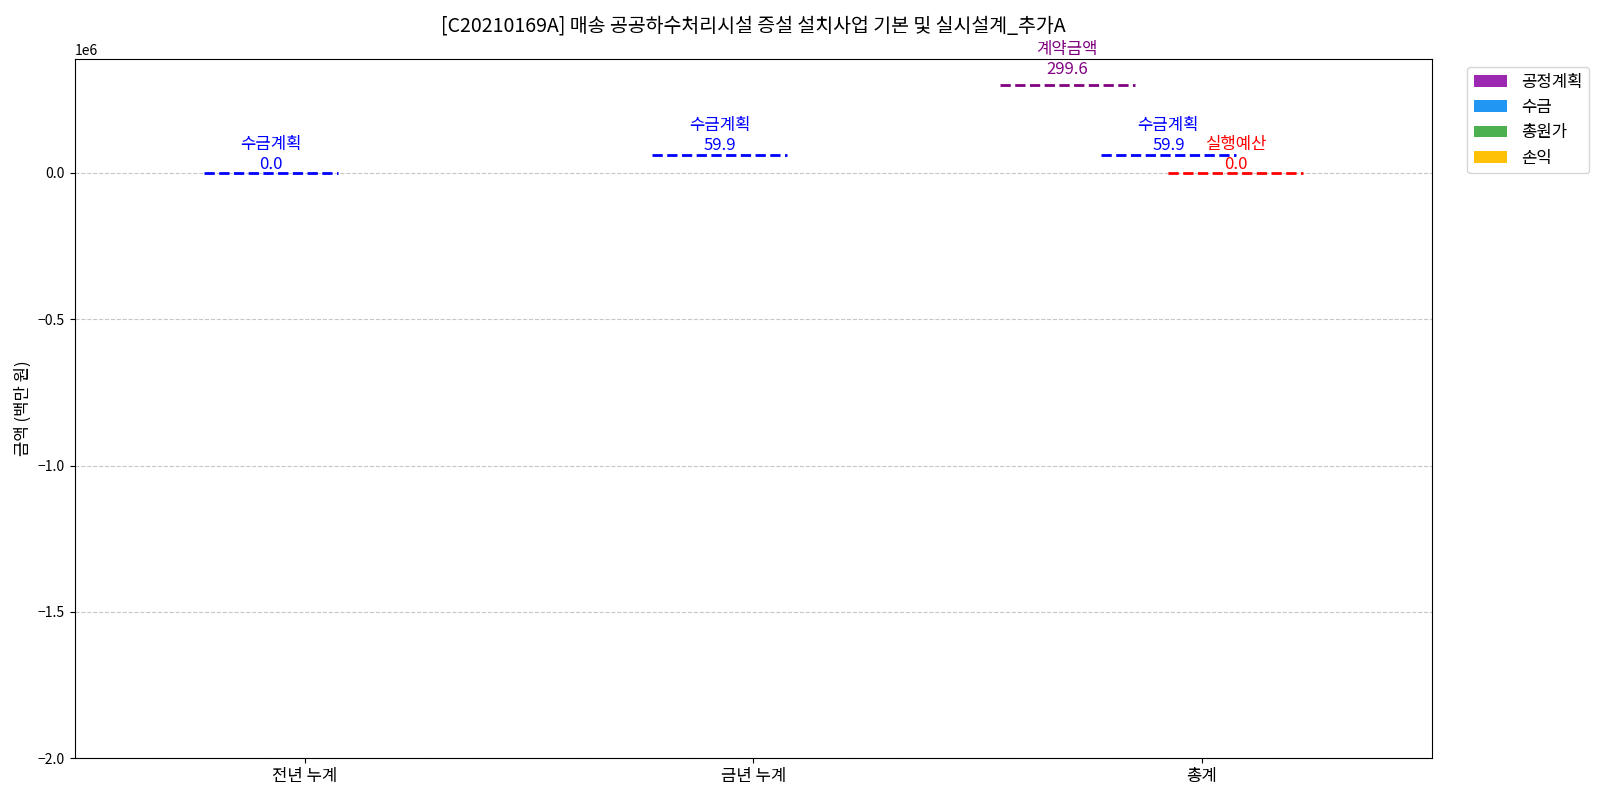 [C20210169A] 매송 공공하수처리시설 증설 설치사업 기본 및 실시설계_추가A
1e6
계약금액
299.6
수금계획
0.0
수금계획
59.9
수금계획
59.9
실행예산
0.0
공정계획
수금
총원가
손익
0.0
−0.5
−1.0
−1.5
−2.0
금액 (백만 원)
전년 누계
금년 누계
총계